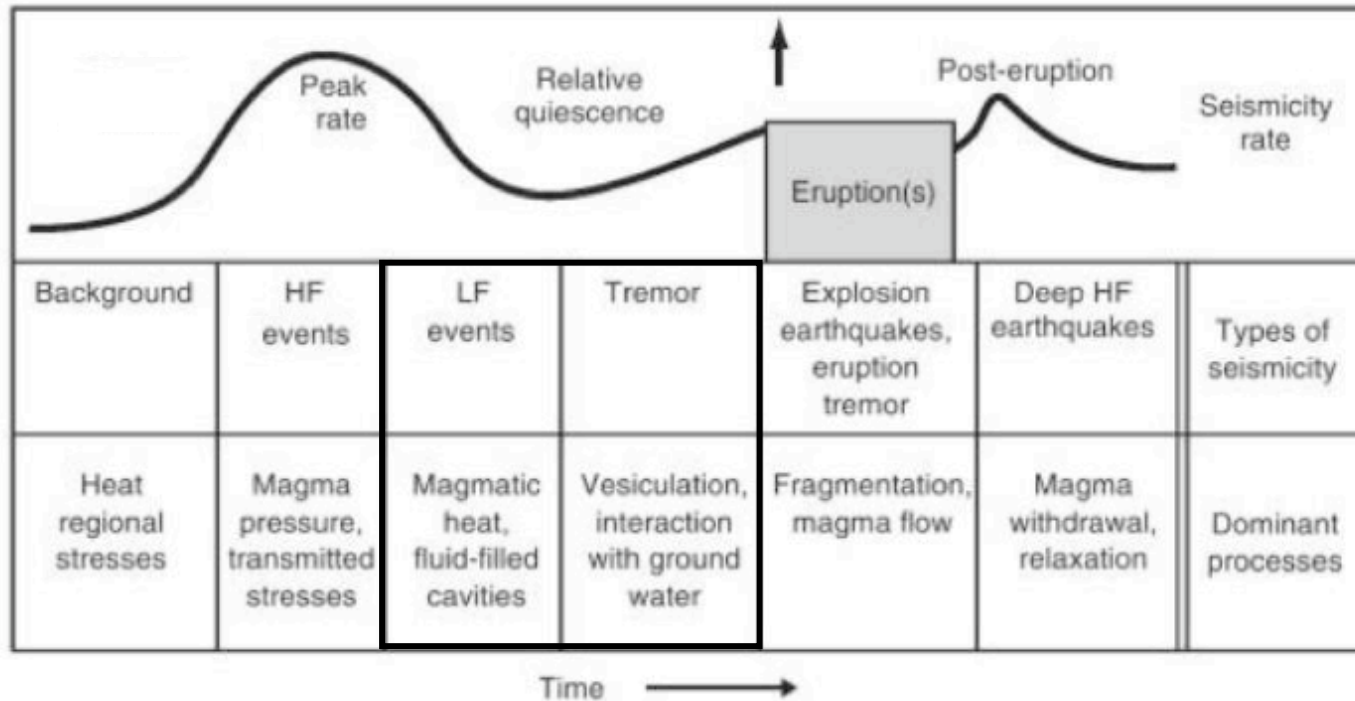 Peak
rate
Relative
quiescence
Post-eruption
Seismicity
rate
Eruption(s)
Background
HF
events
LF
events
Tremor
Explosion
earthquakes,
eruption
tremor
Deep HF
earthquakes
Types of
seismicity
Heat
regional
stresses
Magma
pressure,
transmitted
stresses
Magmatic
heat,
fluid-filled
cavities
Vesiculation,
interaction
with ground
water
Fragmentation,
magma flow
Magma
withdrawal,
relaxation
Dominant
processes
Time